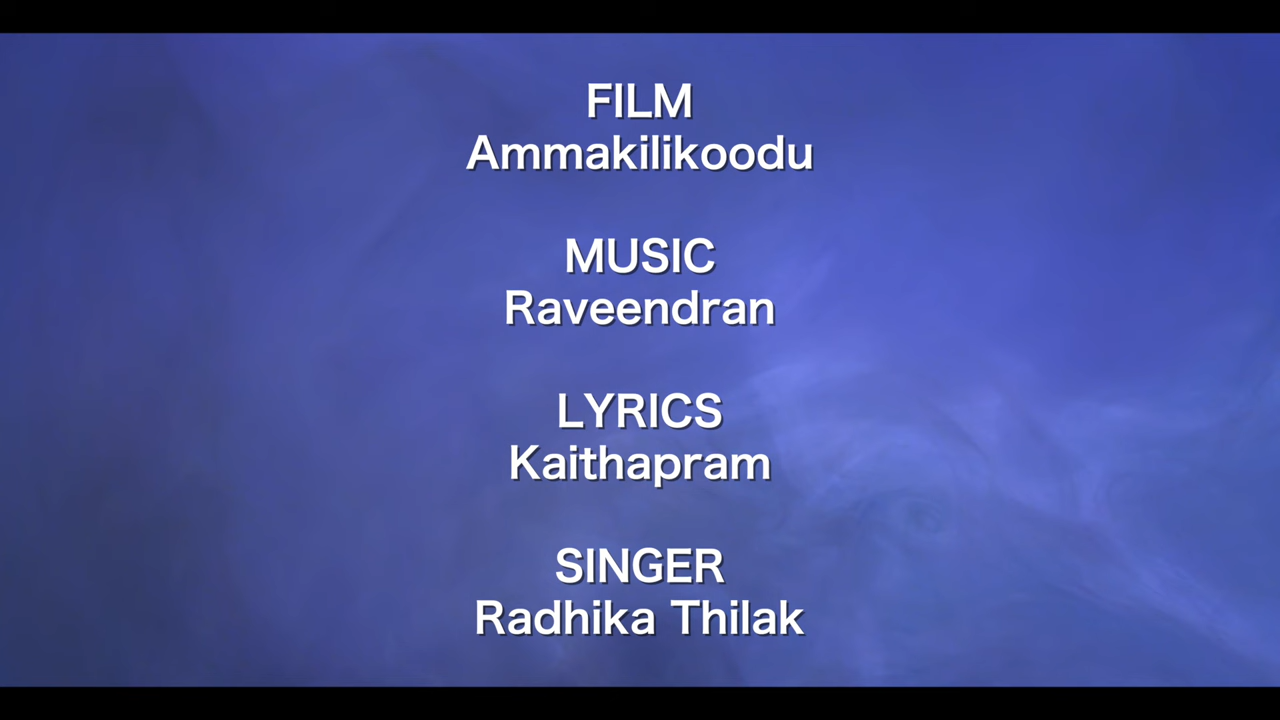 FILM
Ammakilikoodu
MUSIC
Raveendran
LYRICS
Kaithapram
SINGER
Radhika Thilak